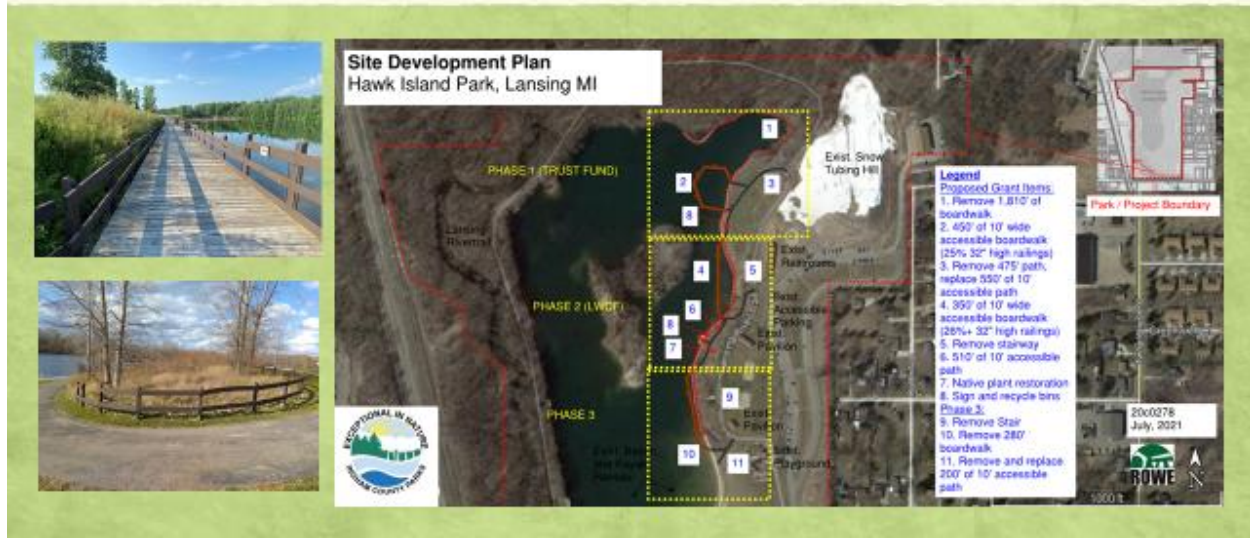 Site Development Plan
Hawk Island Park, Lansing MI
PHASE 1 (TRUST FUND)
1
2
3
8
Exist. Snow
Tubing Hill
Lansing
Rivertrail
Exist.
Restrooms
4
5
PHASE 2 (LWCF)
6
8
7
Exist.
Accessible
Parking
Exist.
Pavilion
PHASE 3
9
Exist.
Pavilion
10
11
Playground
Legend
Proposed Grant Items:
1. Remove 1,810' of
boardwalk
2. 450' of 10' wide
accessible boardwalk
(25% 32" high railings)
3. Remove 475' path,
replace 550' of 10'
accessible path
4. 350' of 10' wide
accessible boardwalk
(26%+ 32" high railings)
5. Remove stairway
6. 510' of 10' accessible
path
7. Native plant restoration
8. Sign and recycle bins
Phase 3:
9. Remove Stair
10. Remove 280'
boardwalk
11. Remove and replace
200' of 10' accessible
path
Park / Project Boundary
20c0278
July, 2021
ROWE
N
1000 ft
EXCEPTIONAL IN NATURE
INGHAM COUNTY PARKS